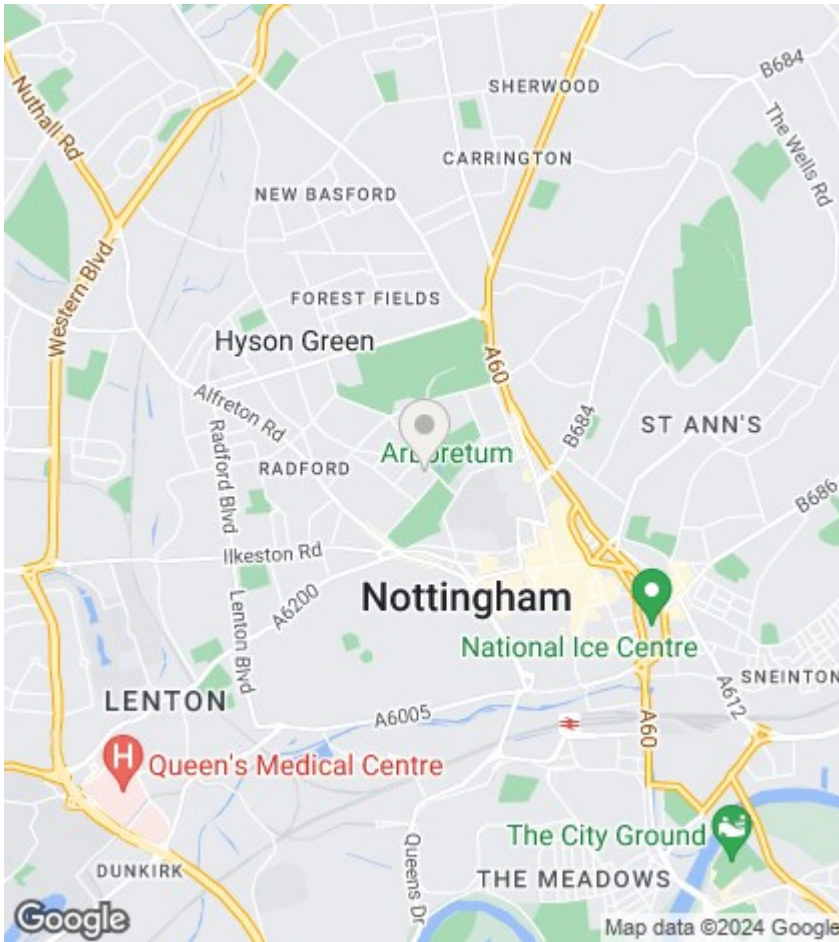 B684
SHERWOOD
Nuthall Rd
The Wells Rd
CARRINGTON
NEW BASFORD
Western Blvd
FOREST FIELDS
Hyson Green
A60
Alfreton Rd
B684
ST ANN'S
Arboretum
RADFORD
Radford Blvd
B686
Ilkeston Rd
A6200
Nottingham
Lenton Blvd
National Ice Centre
SNEINTON
LENTON
A612
A6005
A60
H
Queen's Medical Centre
The City Ground
Queens Dr
DUNKIRK
THE MEADOWS
Google
Map data ©2024 Google